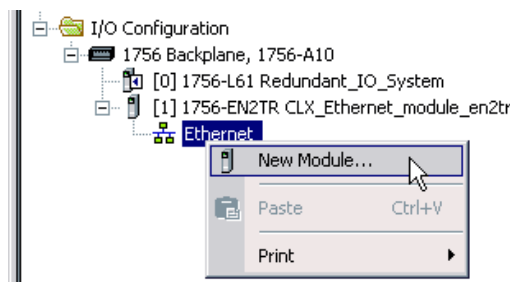 I/O Configuration
1756 Backplane, 1756-A10
[0] 1756-L61 Redundant_IO_System
[1] 1756-EN2TR CLX_Ethernet_module_en2tr
Ethernet
New Module...
Paste Ctrl+V
Print